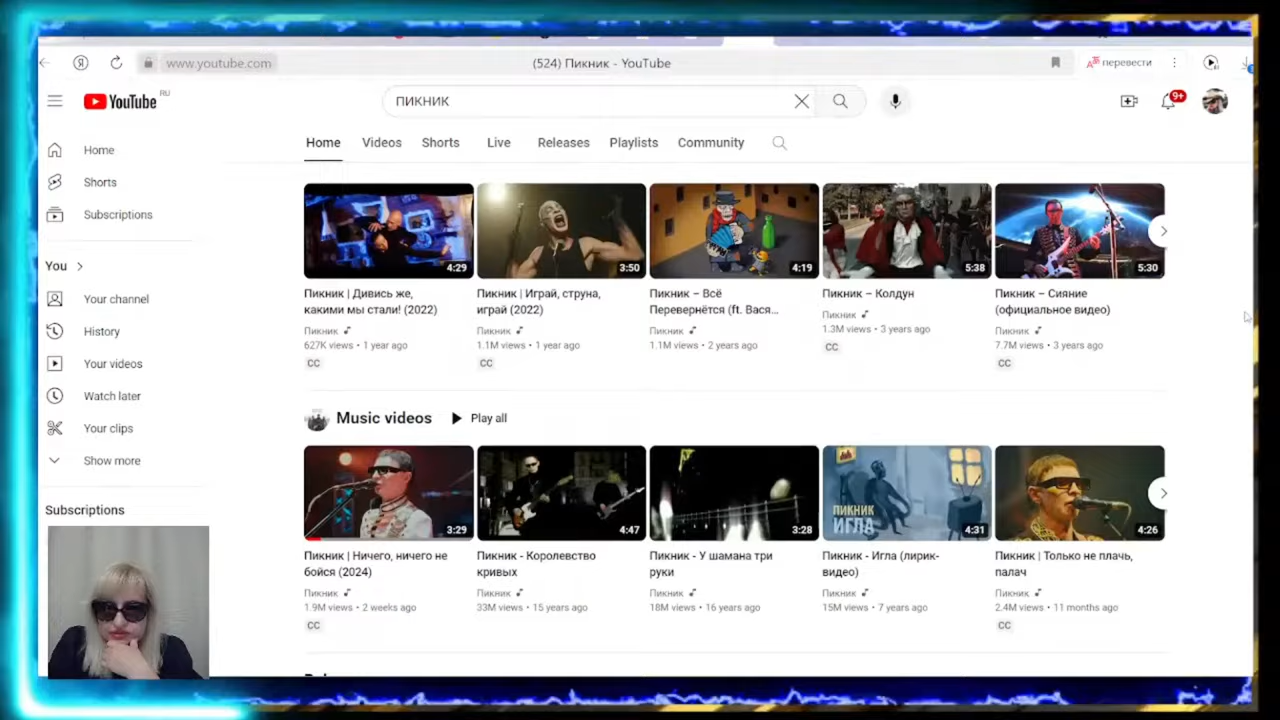 www.youtube.com
(524) Пикник - YouTube
перевести
YouTube RU
ПИКНИК
9+
Home
Videos
Shorts
Live
Releases
Playlists
Community
Home
Shorts
Subscriptions
You
Your channel
History
Your videos
Watch later
Your clips
Show more
Subscriptions
4:29
3:50
4:19
5:38
5:30
Пикник | Дивись же,
какими мы стали! (2022)
Пикник
627K views • 1 year ago
CC
Пикник | Играй, струна,
играй (2022)
Пикник
1.1M views • 1 year ago
CC
Пикник – Всё
Перевернётся (ft. Вася...
Пикник
1.1M views • 2 years ago
Пикник – Колдун
Пикник
1.3M views • 3 years ago
CC
Пикник – Сияние
(официальное видео)
Пикник
7.7M views • 3 years ago
CC
Music videos
Play all
3:29
4:47
3:28
ПИКНИК
ИГЛА
4:31
4:26
Пикник | Ничего, ничего не
бойся (2024)
Пикник
1.9M views • 2 weeks ago
CC
Пикник - Королевство
кривых
Пикник
33M views • 15 years ago
Пикник - У шамана три
руки
Пикник
18M views • 16 years ago
Пикник - Игла (лирик-
видео)
Пикник
15M views • 7 years ago
Пикник | Только не плачь,
палач
Пикник
2.4M views • 11 months ago
CC